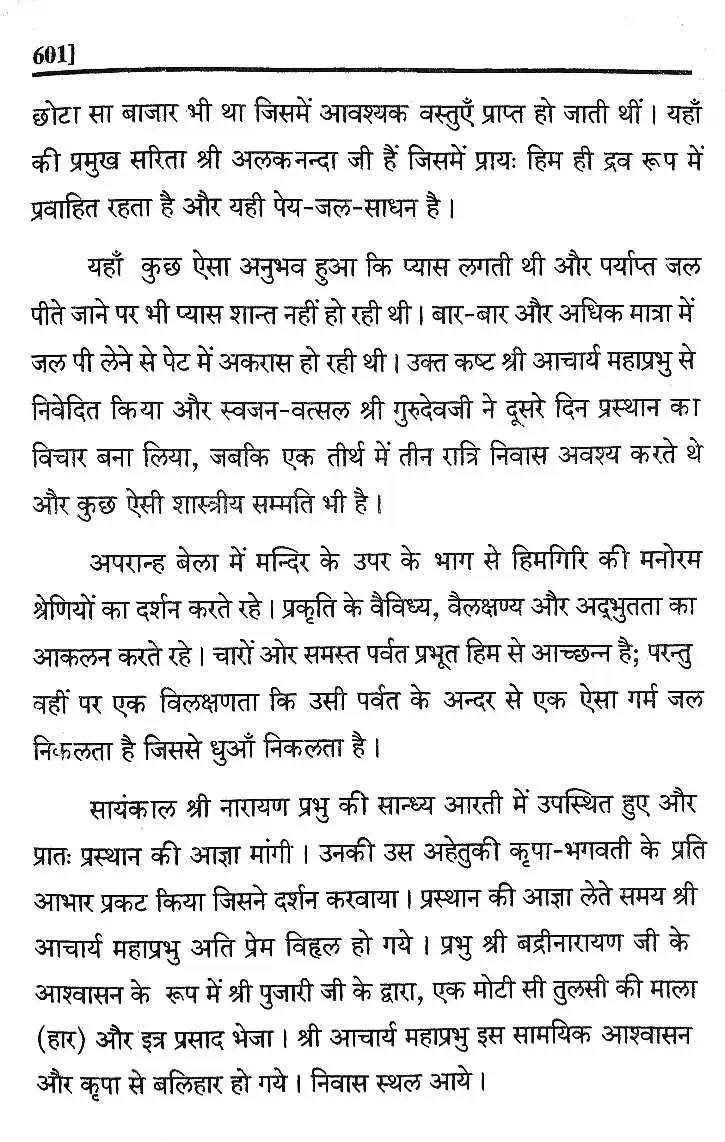 601]
छोटा सा बाजार भी था जिसमें आवश्यक वस्तुएँ प्राप्त हो जाती थीं । यहाँ
की प्रमुख सरिता श्री अलकनन्दा जी हैं जिसमें प्रायः हिम ही द्रव रूप में
प्रवाहित रहता है और यही पेय-जल-साधन है ।
यहाँ कुछ ऐसा अनुभव हुआ कि प्यास लगती थी और पर्याप्त जल
पीते जाने पर भी प्यास शान्त नहीं हो रही थी । बार-बार और अधिक मात्रा में
जल पी लेने से पेट में अकरास हो रही थी । उक्त कष्ट श्री आचार्य महाप्रभु से
निवेदित किया और स्वजन-वत्सल श्री गुरुदेवजी ने दूसरे दिन प्रस्थान का
विचार बना लिया, जबकि एक तीर्थ में तीन रात्रि निवास अवश्य करते थे
और कुछ ऐसी शास्त्रीय सम्मति भी है ।
अपरान्ह बेला में मन्दिर के उपर के भाग से हिमगिरि की मनोरम
श्रेणियों का दर्शन करते रहे । प्रकृति के वैविध्य, वैलक्षण्य और अद्भुतता का
आकलन करते रहे । चारों ओर समस्त पर्वत प्रभूत हिम से आच्छन्न है; परन्तु
वहीं पर एक विलक्षणता कि उसी पर्वत के अन्दर से एक ऐसा गर्म जल
निकलता है जिससे धुआँ निकलता है ।
सायंकाल श्री नारायण प्रभु की सान्ध्य आरती में उपस्थित हुए और
प्रातः प्रस्थान की आज्ञा मांगी । उनकी उस अहेतुकी कृपा-भगवती के प्रति
आभार प्रकट किया जिसने दर्शन करवाया । प्रस्थान की आज्ञा लेते समय श्री
आचार्य महाप्रभु अति प्रेम विह्वल हो गये । प्रभु श्री बद्रीनारायण जी के
आश्वासन के रूप में श्री पुजारी जी के द्वारा, एक मोटी सी तुलसी की माला
(हार) और इत्र प्रसाद भेजा । श्री आचार्य महाप्रभु इस सामयिक आश्वासन
और कृपा से बलिहार हो गये । निवास स्थल आये ।